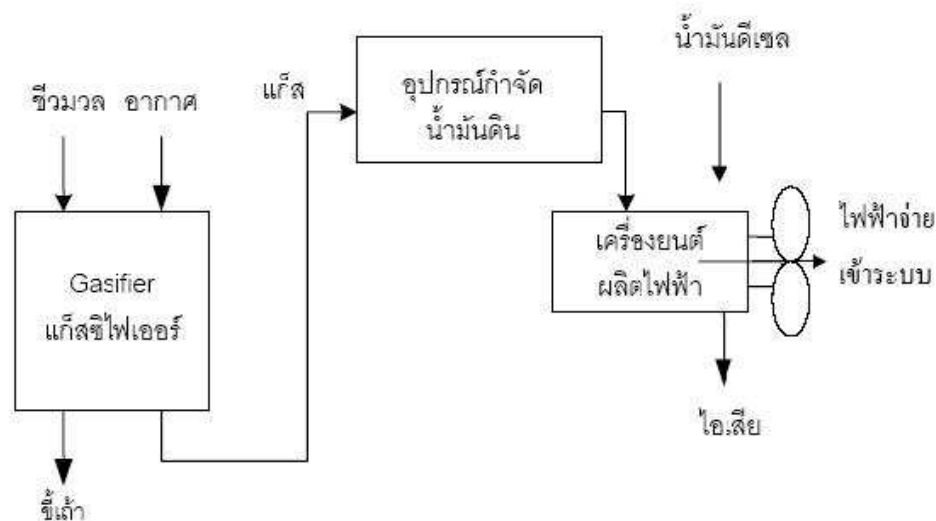 น้ำมันดีเซล
แก๊ส
อุปกรณ์กำจัด
น้ำมันดิน
ชีวมวล อากาศ
ไฟฟ้าจ่าย
เข้าระบบ
เครื่องยนต์
ผลิตไฟฟ้า
Gasifier
แก๊สซิไฟเออร์
ไอเสีย
ขี้เถ้า